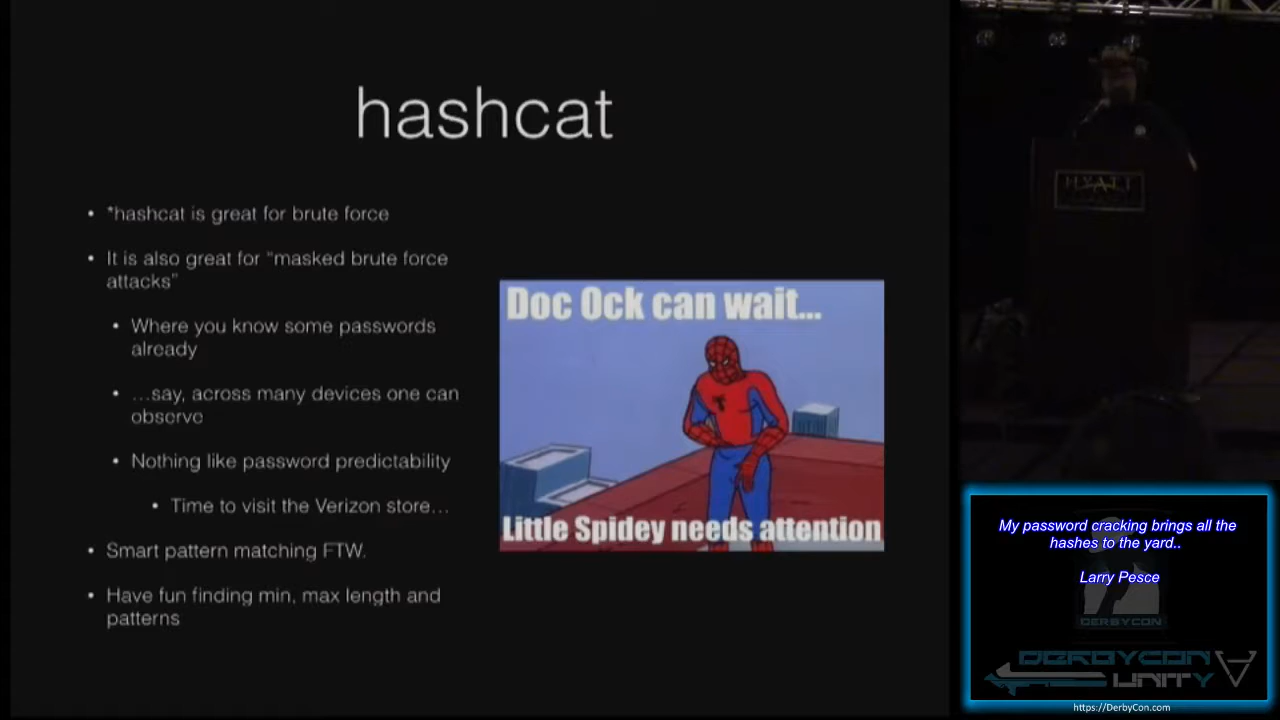 hashcat
• *hashcat is great for brute force
• It is also great for “masked brute force
attacks”
• Where you know some passwords
already
• …say, across many devices one can
observe
• Nothing like password predictability
• Time to visit the Verizon store…
• Smart pattern matching FTW.
• Have fun finding min, max length and
patterns
Doc Ock can wait...
Little Spidey needs attention
HYATT
My password cracking brings all the
hashes to the yard..
Larry Pesce
DERBYCON
DERBYCON
UNITY
https://DerbyCon.com